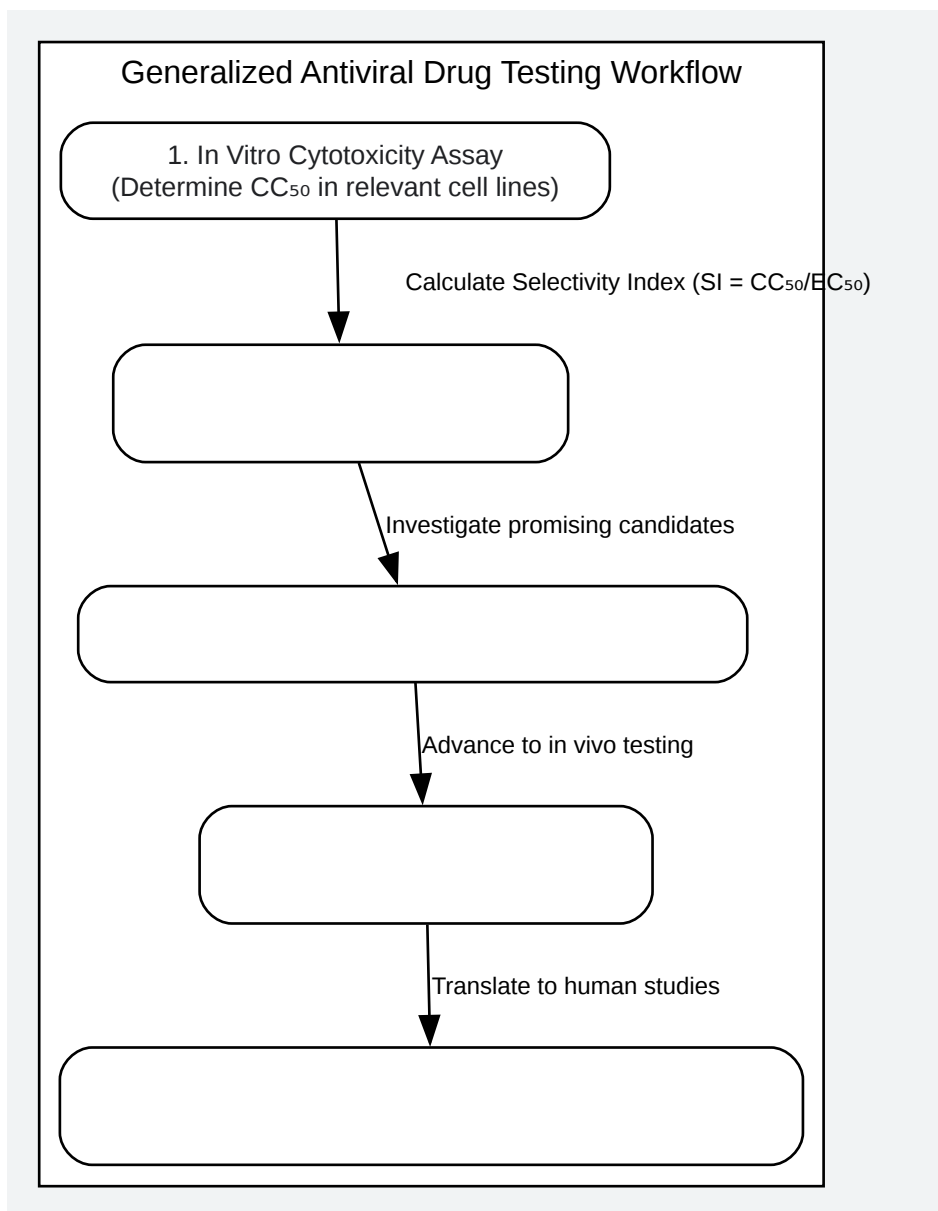 Generalized Antiviral Drug Testing Workflow
1. In Vitro Cytotoxicity Assay
(Determine CC₅₀ in relevant cell lines)
Calculate Selectivity Index (SI = CC₅₀/EC₅₀)
Investigate promising candidates
Advance to in vivo testing
Translate to human studies